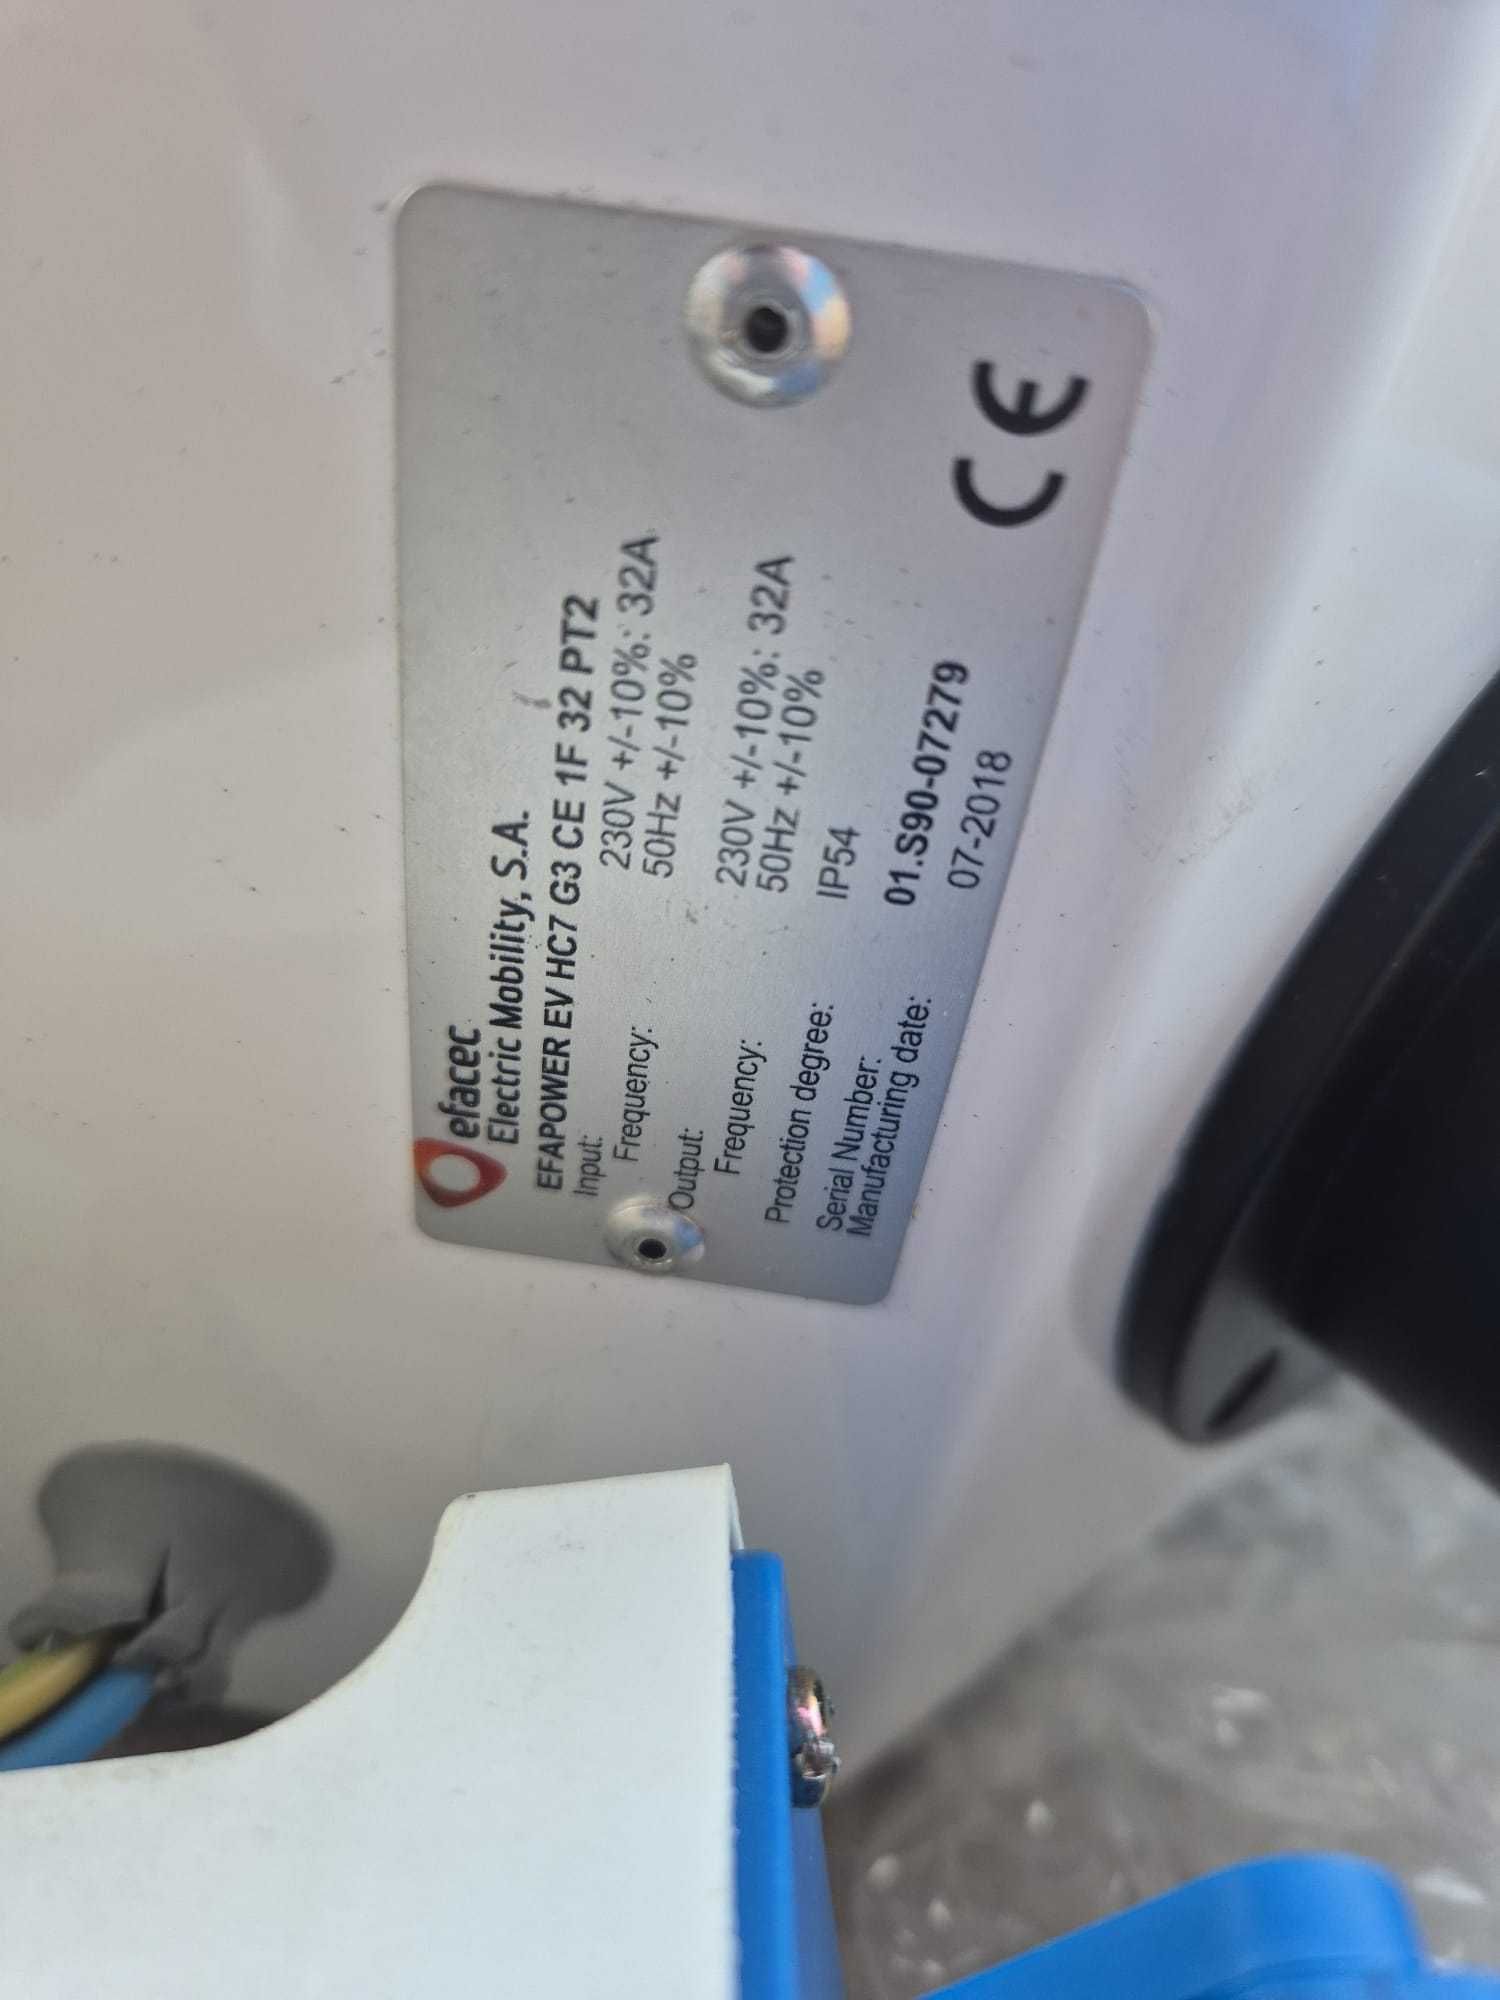 efacec
Electric Mobility, S.A.
EFAPOWER EV HC7 G3 CE 1F 32 PT2
Input: 230V +/-10%: 32A
Frequency: 50Hz +/-10%
Output: 230V +/-10%: 32A
Frequency: 50Hz +/-10%
Protection degree: IP54
Serial Number: 01.S90-07279
Manufacturing date: 07-2018
CE